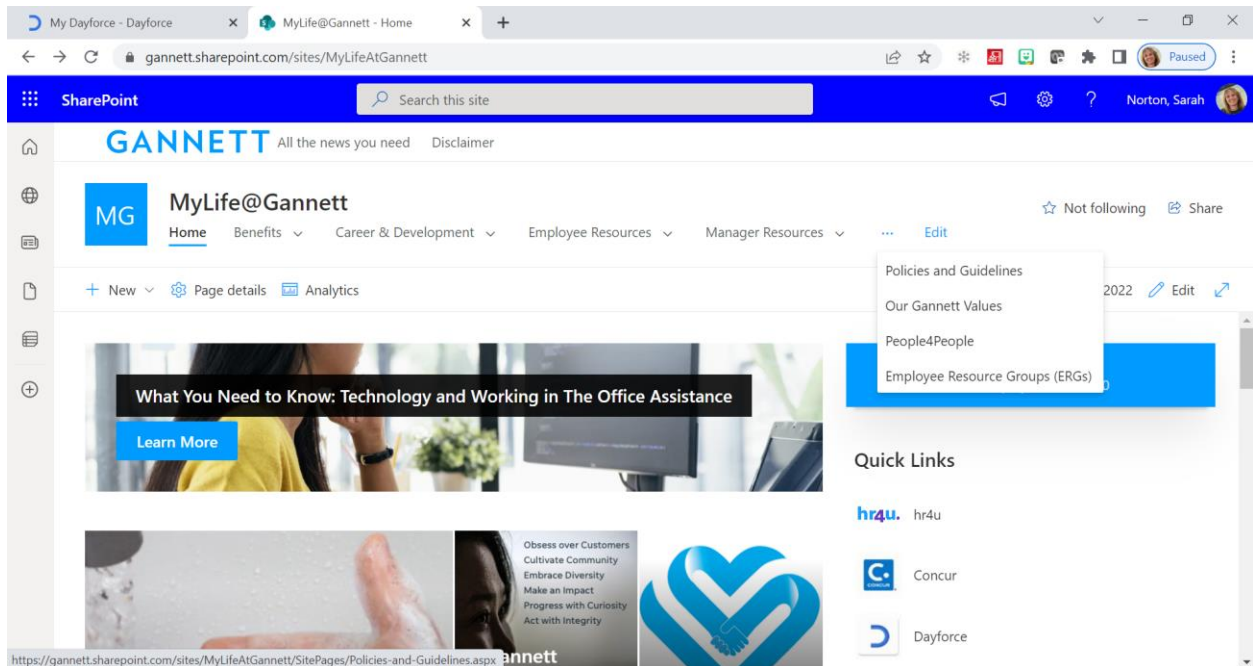 My Dayforce - Dayforce
MyLife@Gannett - Home
gannett.sharepoint.com/sites/MyLifeAtGannett
Paused
SharePoint
Search this site
Norton, Sarah
GANNETT All the news you need Disclaimer
MG
MyLife@Gannett
Not following Share
Home Benefits Career & Development Employee Resources Manager Resources ... Edit
Policies and Guidelines
Our Gannett Values
People4People
Employee Resource Groups (ERGs)
+ New Page details Analytics
2022 Edit
What You Need to Know: Technology and Working in The Office Assistance
Learn More
Quick Links
hr4u. hr4u
C. CONCUR Concur
Dayforce
Obsess over Customers
Cultivate Community
Embrace Diversity
Make an Impact
Progress with Curiosity
Act with Integrity
annett
https://gannett.sharepoint.com/sites/MyLifeAtGannett/SitePages/Policies-and-Guidelines.aspx